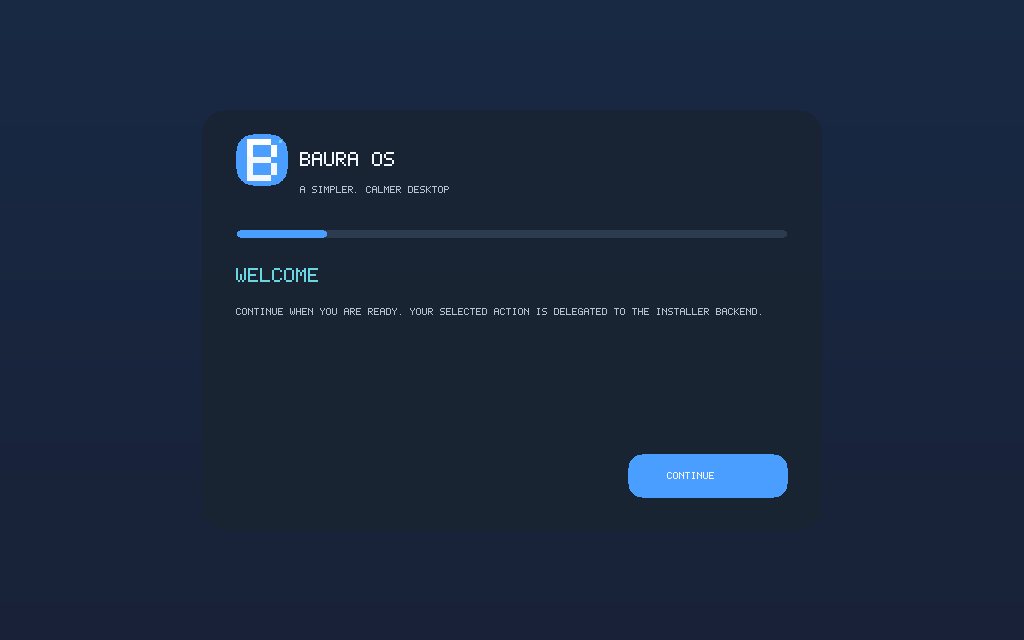 B
BAURA OS
A SIMPLER. CALMER DESKTOP
WELCOME
CONTINUE WHEN YOU ARE READY. YOUR SELECTED ACTION IS DELEGATED TO THE INSTALLER BACKEND.
CONTINUE